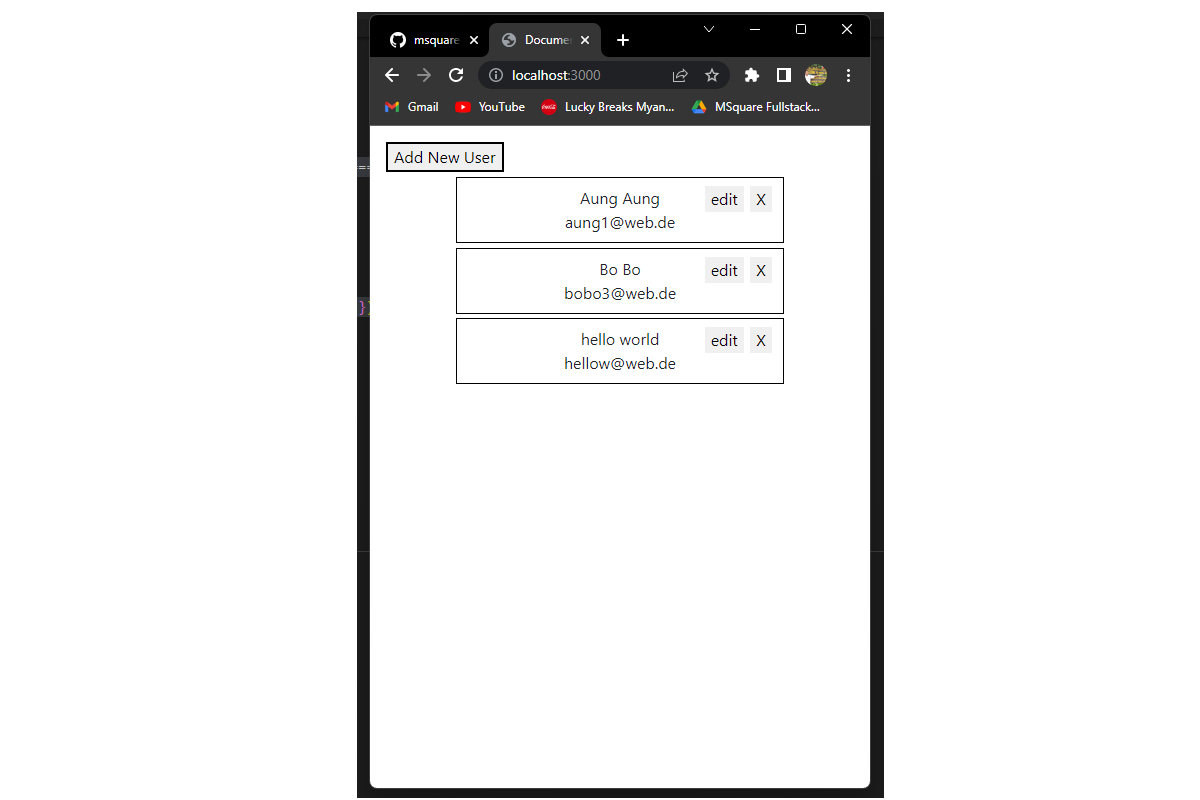 msquare
Docume
localhost:3000
Gmail
YouTube
Lucky Breaks Myan...
MSquare Fullstack...
Add New User
Aung Aung
edit
X
aung1@web.de
Bo Bo
edit
X
bobo3@web.de
hello world
edit
X
hellow@web.de